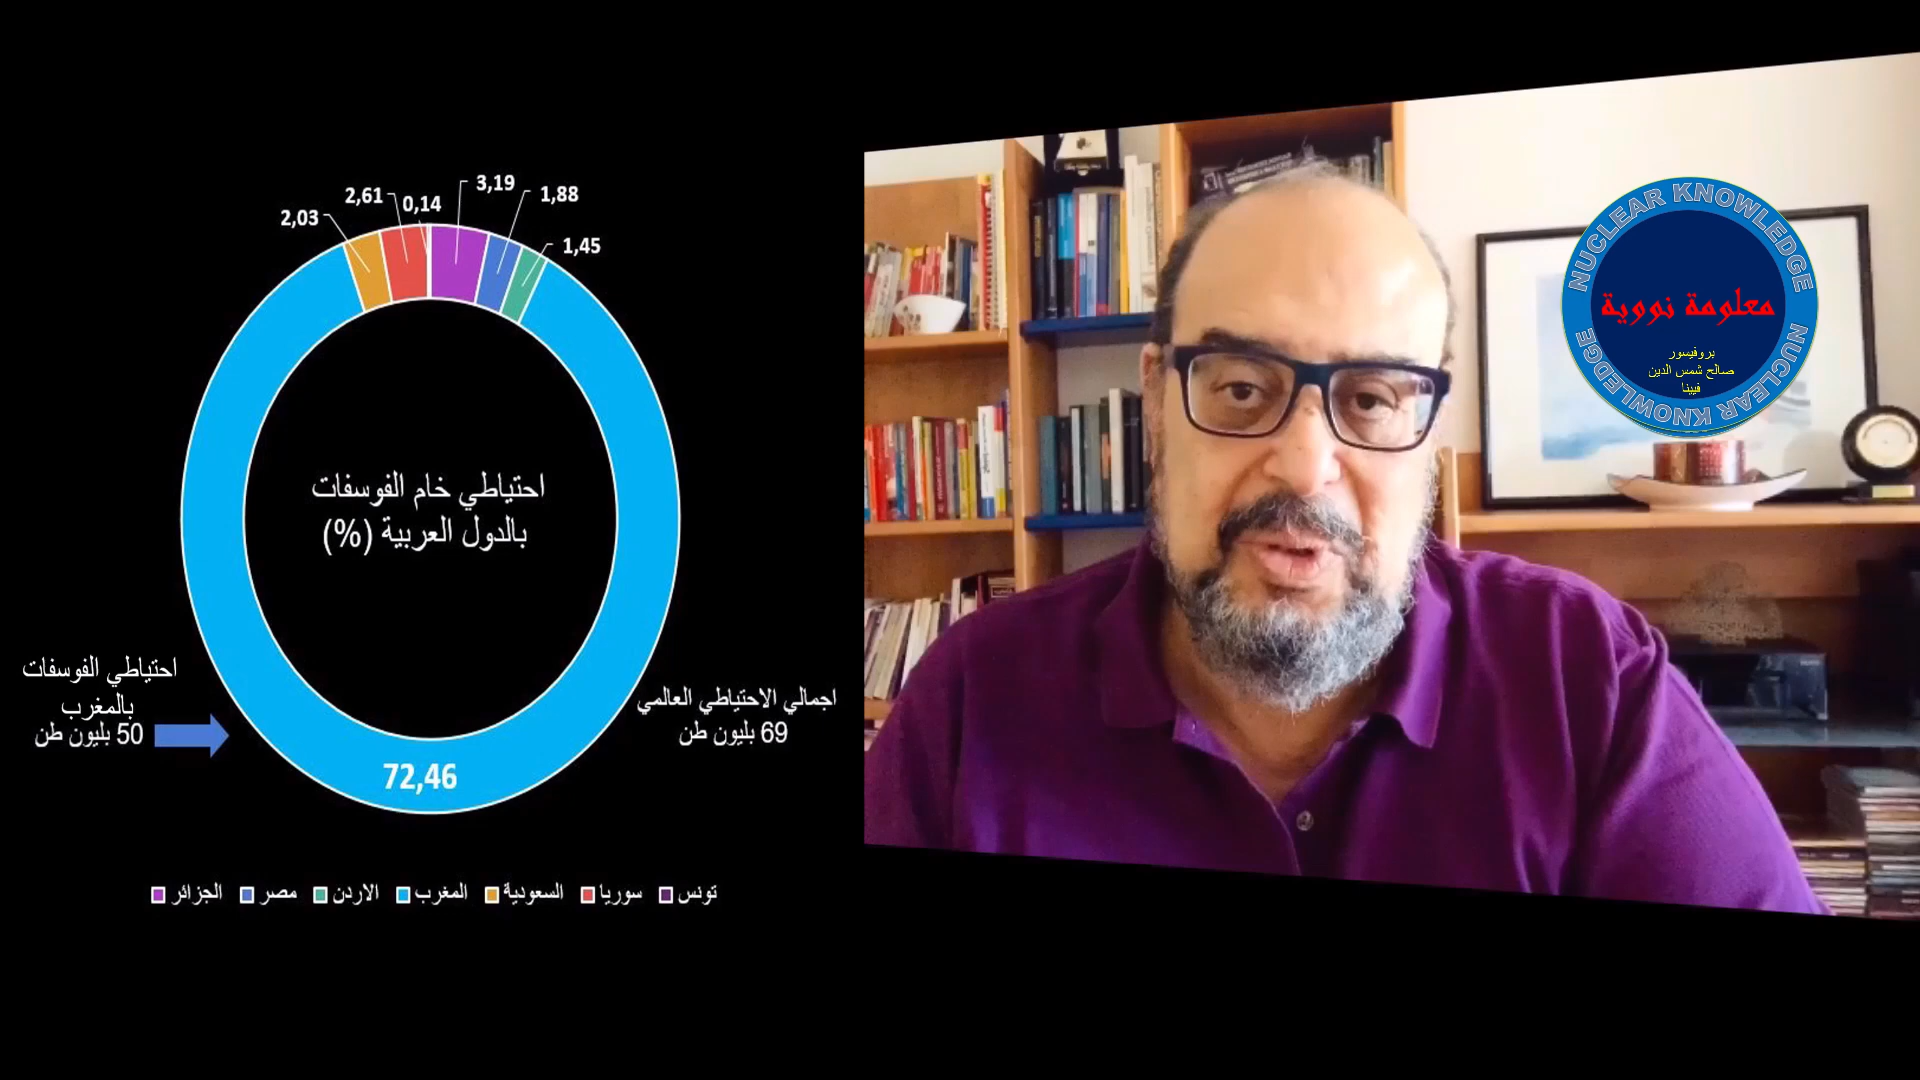 3,19
2,61
1,88
0,14
2,03
1,45
احتياطي خام الفوسفات
بالدول العربية (%)
احتياطي الفوسفات
بالمغرب
50 بليون طن
اجمالي الاحتياطي العالمي
69 بليون طن
72,46
الجزائر
مصر
الاردن
المغرب
السعودية
سوريا
تونس
NUCLEAR KNOWLEDGE
معلومة نووية
بروفيسور
صالح شمس الدين
فيينا
NUCLEAR KNOWLEDGE